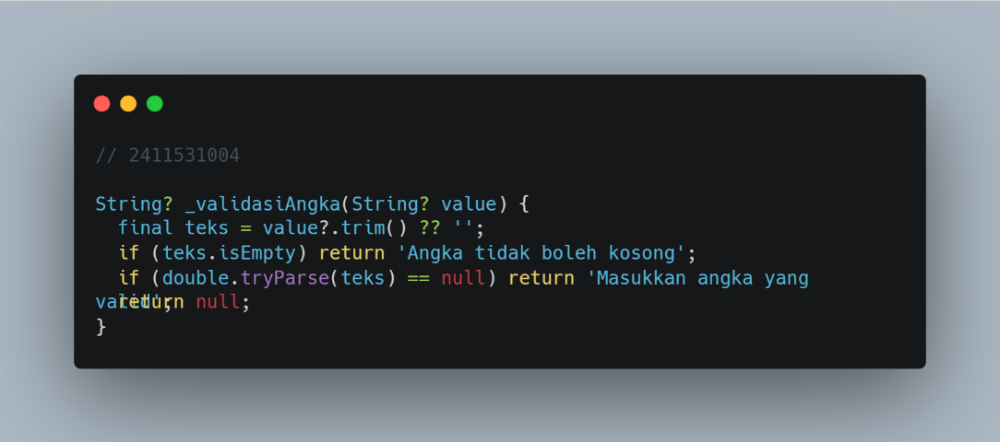 // 2411531004
String? _validasiAngka(String? value) {
final teks = value?.trim() ?? '';
if (teks.isEmpty) return 'Angka tidak boleh kosong';
if (double.tryParse(teks) == null) return 'Masukkan angka yang
valid';
return null;
}